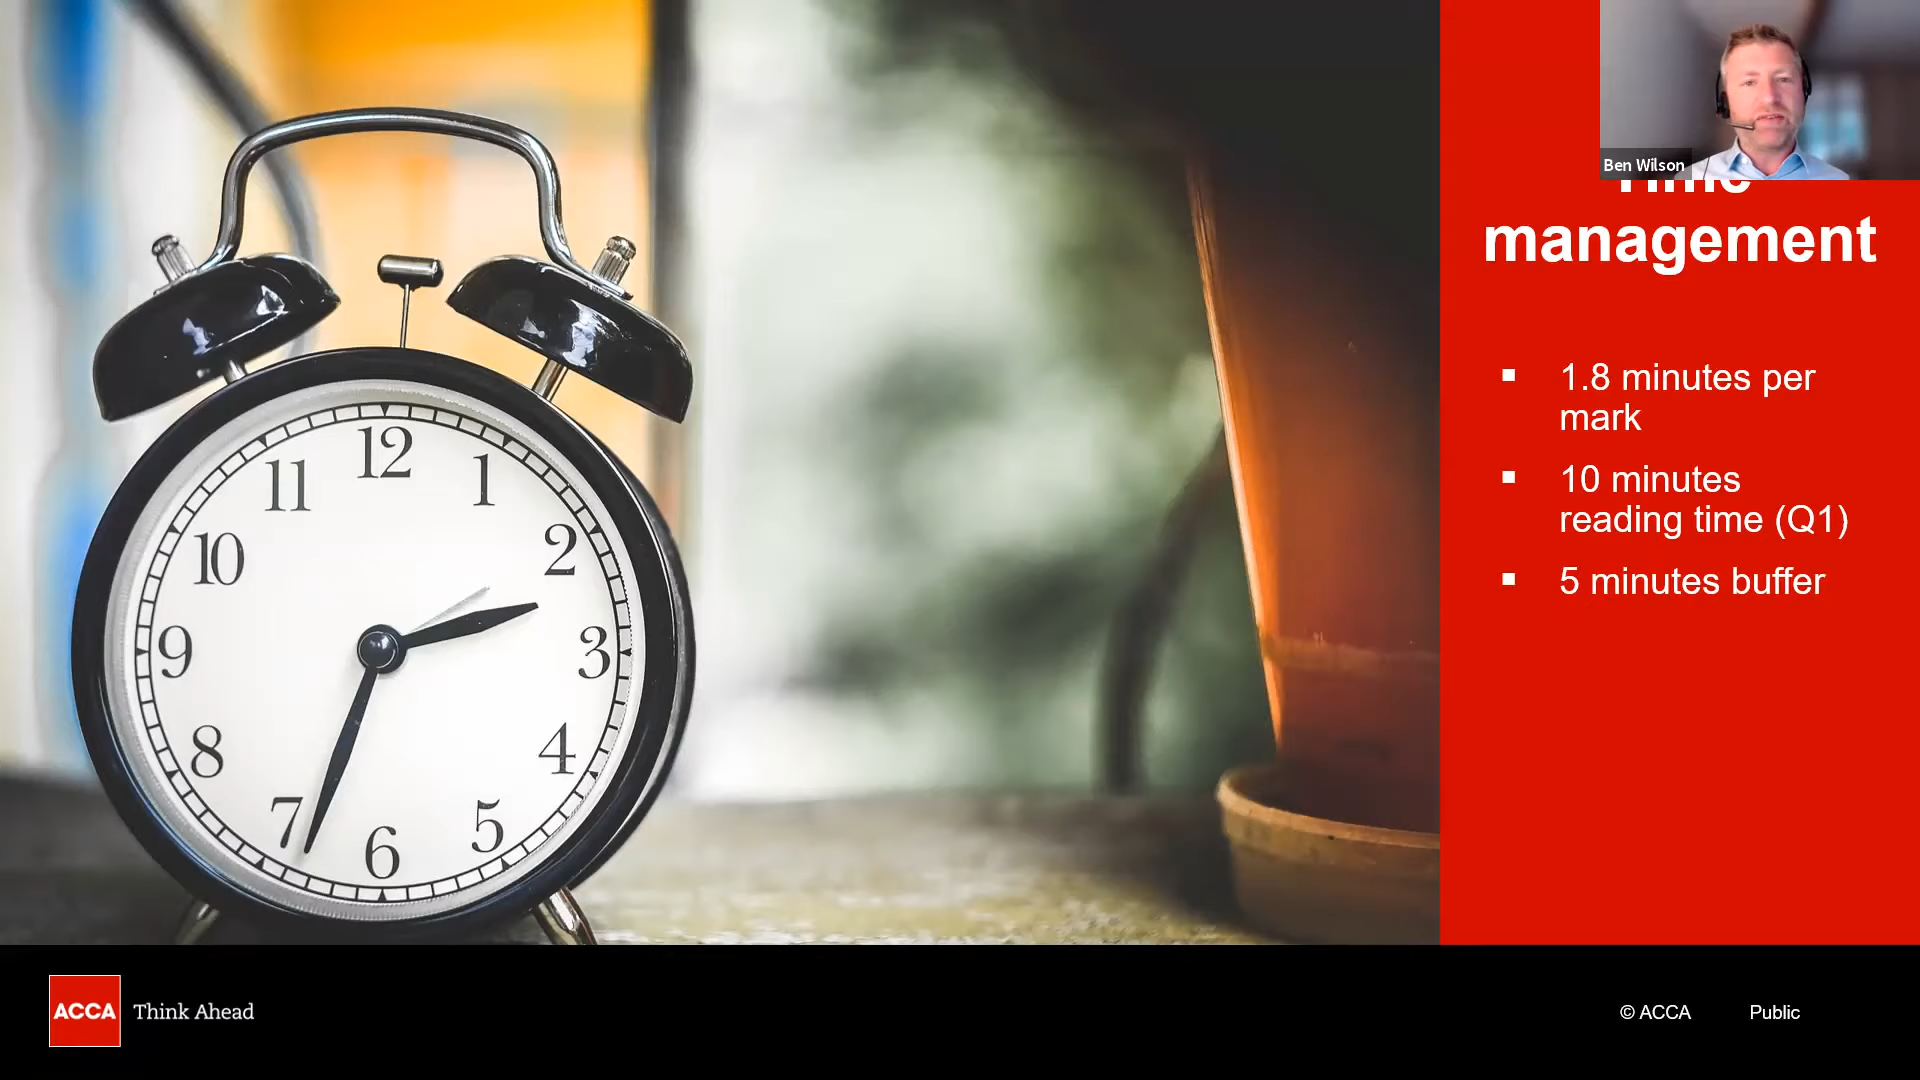 Ben Wilson
Time
management
1.8 minutes per
mark
10 minutes
reading time (Q1)
5 minutes buffer
12
1
2
3
4
5
6
7
8
9
10
11
ACCA
Think Ahead
© ACCA
Public